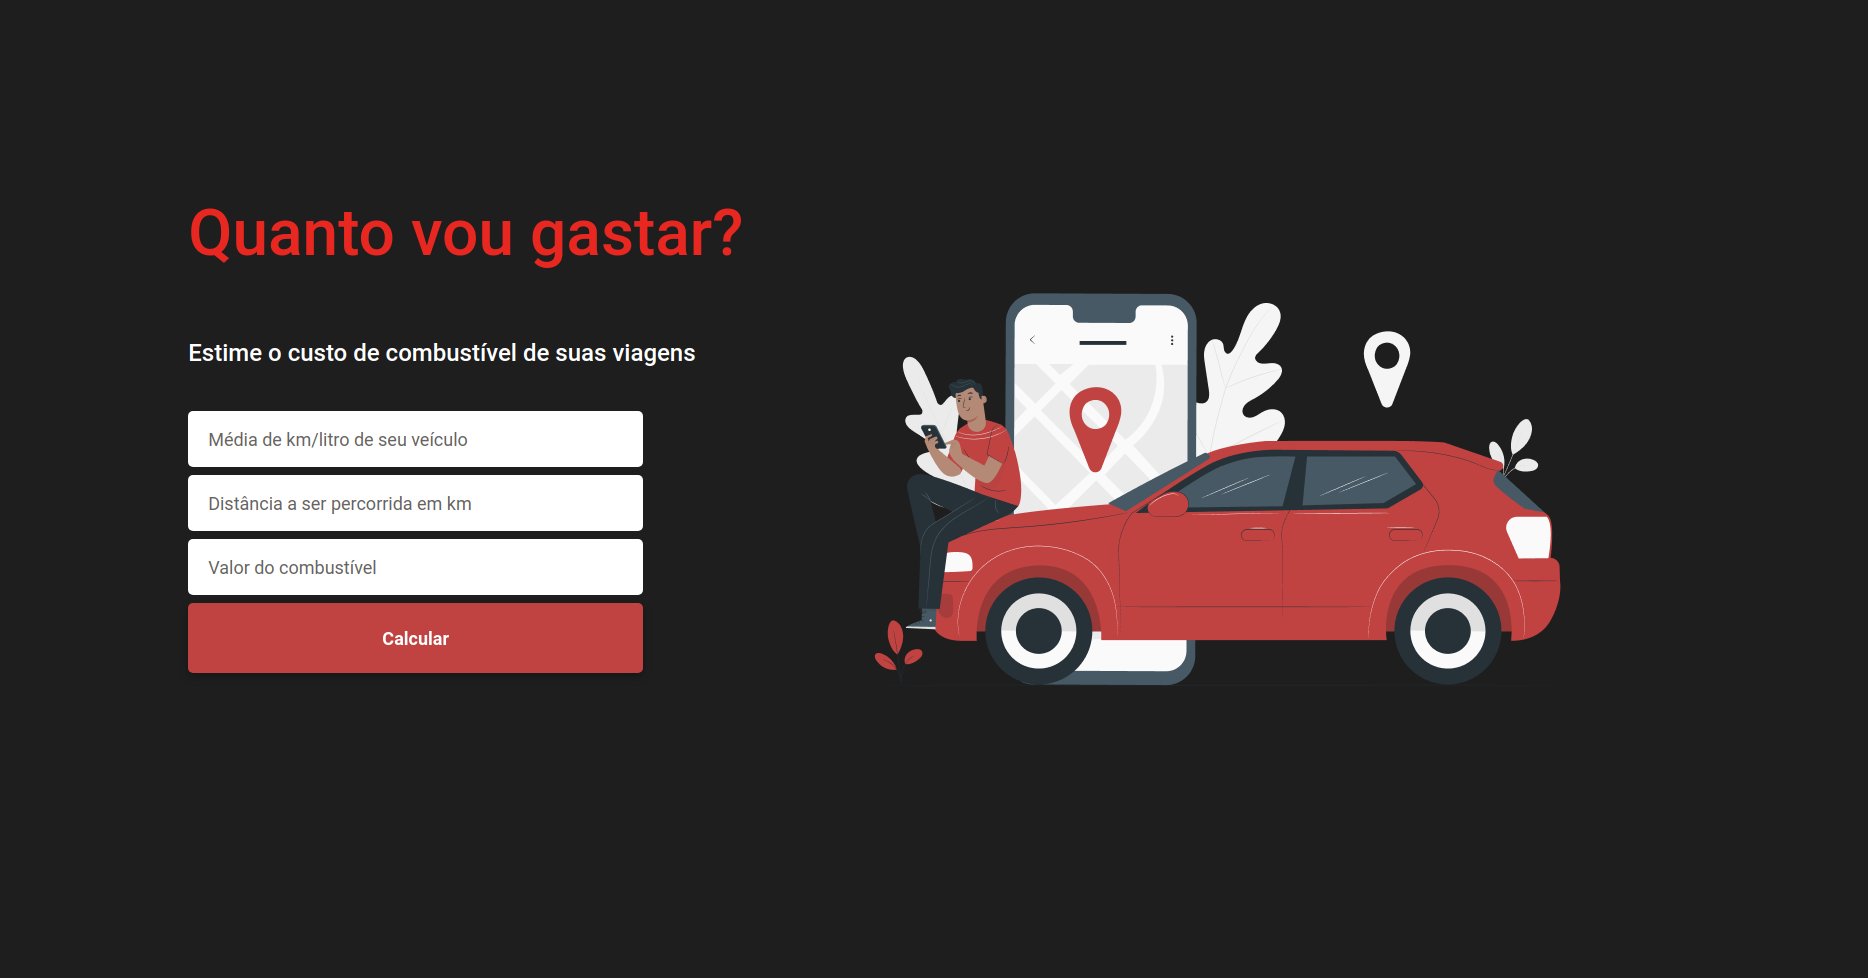 Quanto vou gastar?
Estime o custo de combustível de suas viagens
Média de km/litro de seu veículo
Distância a ser percorrida em km
Valor do combustível
Calcular